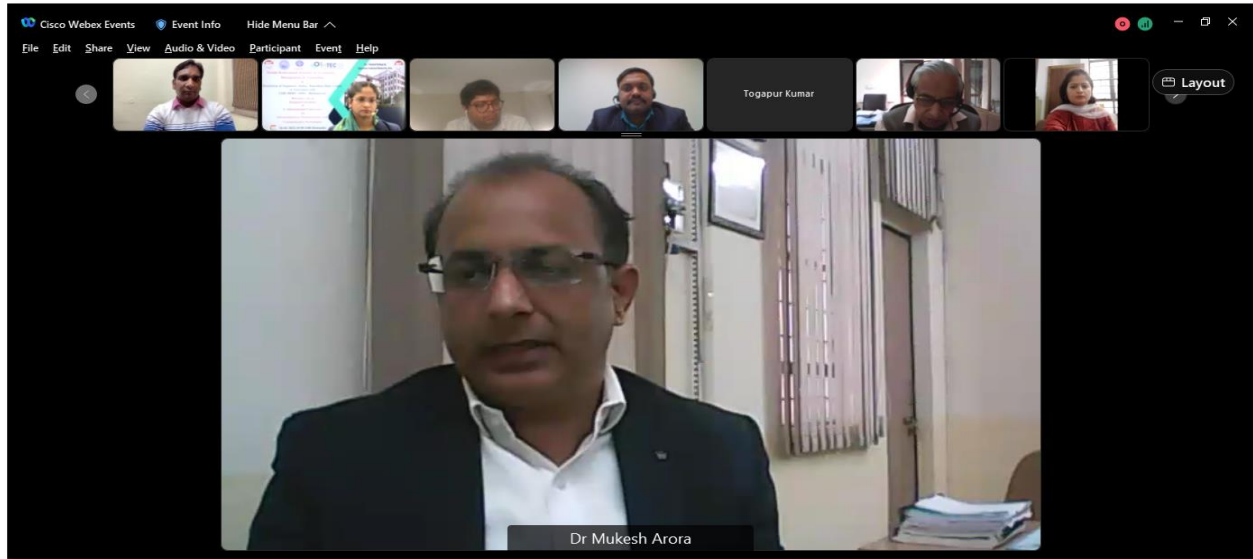 Cisco Webex Events Event Info Hide Menu Bar
File Edit Share View Audio & Video Participant Event Help
Togapur Kumar
Layout
Dr Mukesh Arora